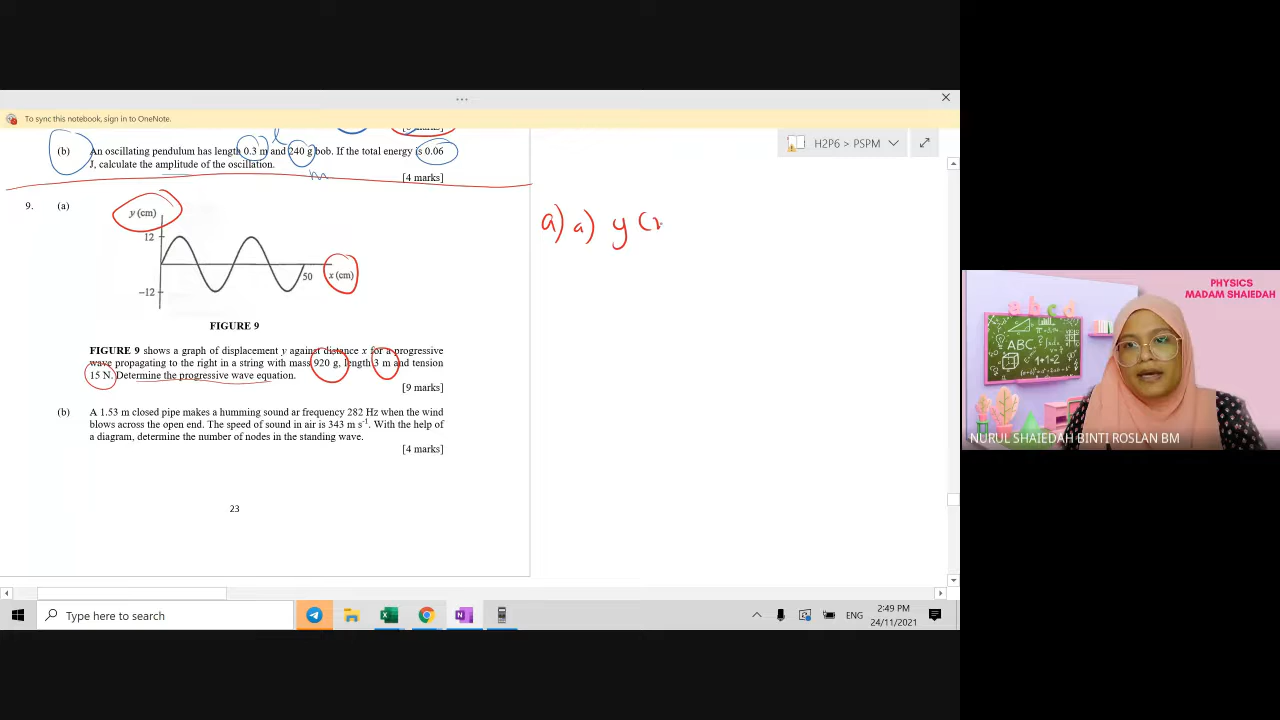 To sync this notebook, sign in to OneNote.
H2P6 > PSPM
(b) An oscillating pendulum has length 0.3 m and 240 g bob. If the total energy is 0.06
J, calculate the amplitude of the oscillation.
l
m
[4 marks]
9. (a)
y (cm)
12
50 x (cm)
−12
FIGURE 9
FIGURE 9 shows a graph of displacement y against distance x for a progressive
wave propagating to the right in a string with mass 920 g, length 3 m and tension
15 N. Determine the progressive wave equation.
[9 marks]
(b) A 1.53 m closed pipe makes a humming sound ar frequency 282 Hz when the wind
blows across the open end. The speed of sound in air is 343 m s-1. With the help of
a diagram, determine the number of nodes in the standing wave.
[4 marks]
23
a) a) y (
PHYSICS
MADAM SHAIEDAH
ABC
1+1=2
NURUL SHAIEDAH BINTI ROSLAN BM
Type here to search
ENG
2:49 PM
24/11/2021